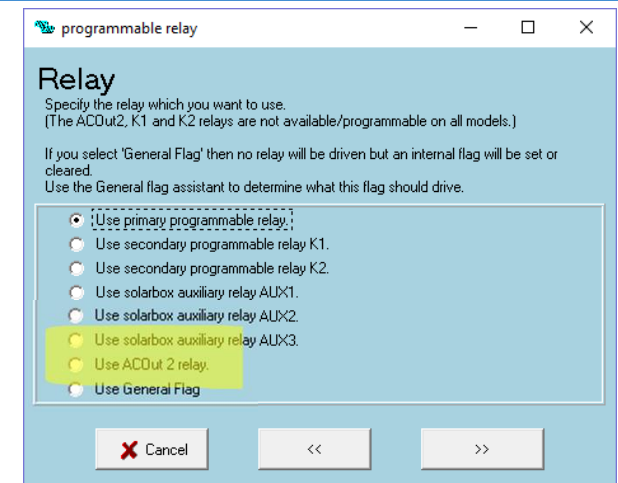 programmable relay
Relay
Specify the relay which you want to use.
(The ACOut2, K1 and K2 relays are not available/programmable on all models.)
If you select 'General Flag' then no relay will be driven but an internal flag will be set or
cleared.
Use the General flag assistant to determine what this flag should drive.
Use primary programmable relay.
Use secondary programmable relay K1.
Use secondary programmable relay K2.
Use solarbox auxiliary relay AUX1.
Use solarbox auxiliary relay AUX2.
Use solarbox auxiliary relay AUX3.
Use ACOut 2 relay.
Use General Flag
Cancel << >>